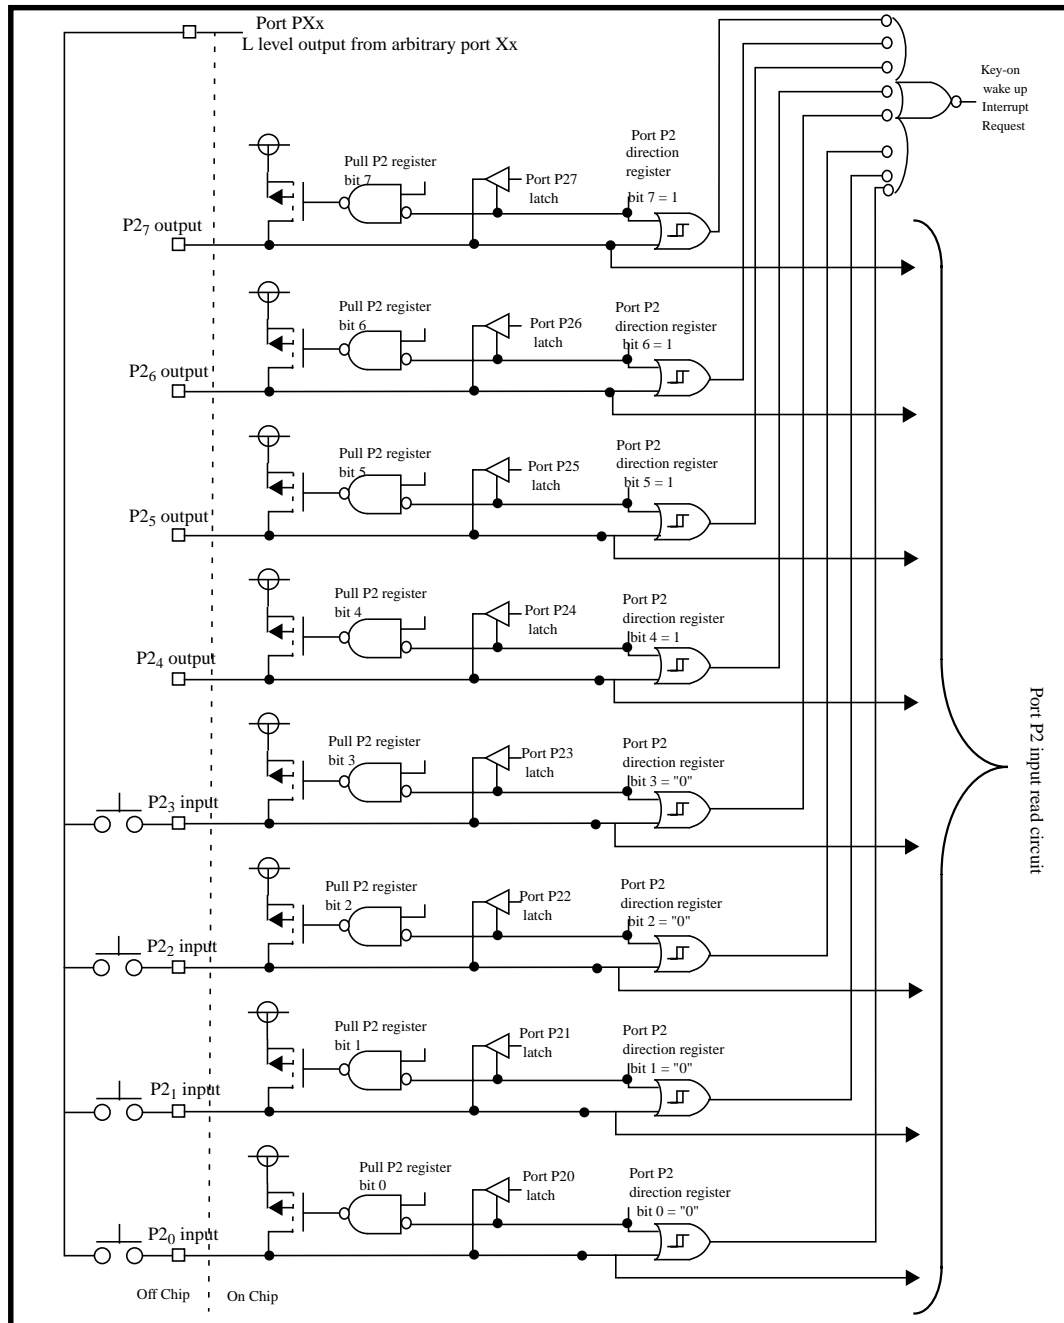 Port PXx
L level output from arbitrary port Xx
Key-on
wake up
Interrupt
Request
Pull P2 register
bit 7
Port P27
latch
Port P2
direction
register
bit 7 = 1
P27 output
Pull P2 register
bit 6
Port P26
latch
Port P2
direction register
bit 6 = 1
P26 output
Pull P2 register
bit 5
Port P25
latch
Port P2
direction register
bit 5 = 1
P25 output
Pull P2 register
bit 4
Port P24
latch
Port P2
direction register
bit 4 = 1
P24 output
Pull P2 register
bit 3
Port P23
latch
Port P2
direction register
bit 3 = "0"
P23 input
Pull P2 register
bit 2
Port P22
latch
Port P2
direction register
bit 2 = "0"
P22 input
Pull P2 register
bit 1
Port P21
latch
Port P2
direction register
bit 1 = "0"
P21 input
Pull P2 register
bit 0
Port P20
latch
Port P2
direction register
bit 0 = "0"
P20 input
Off Chip
On Chip
Port P2 input read circuit